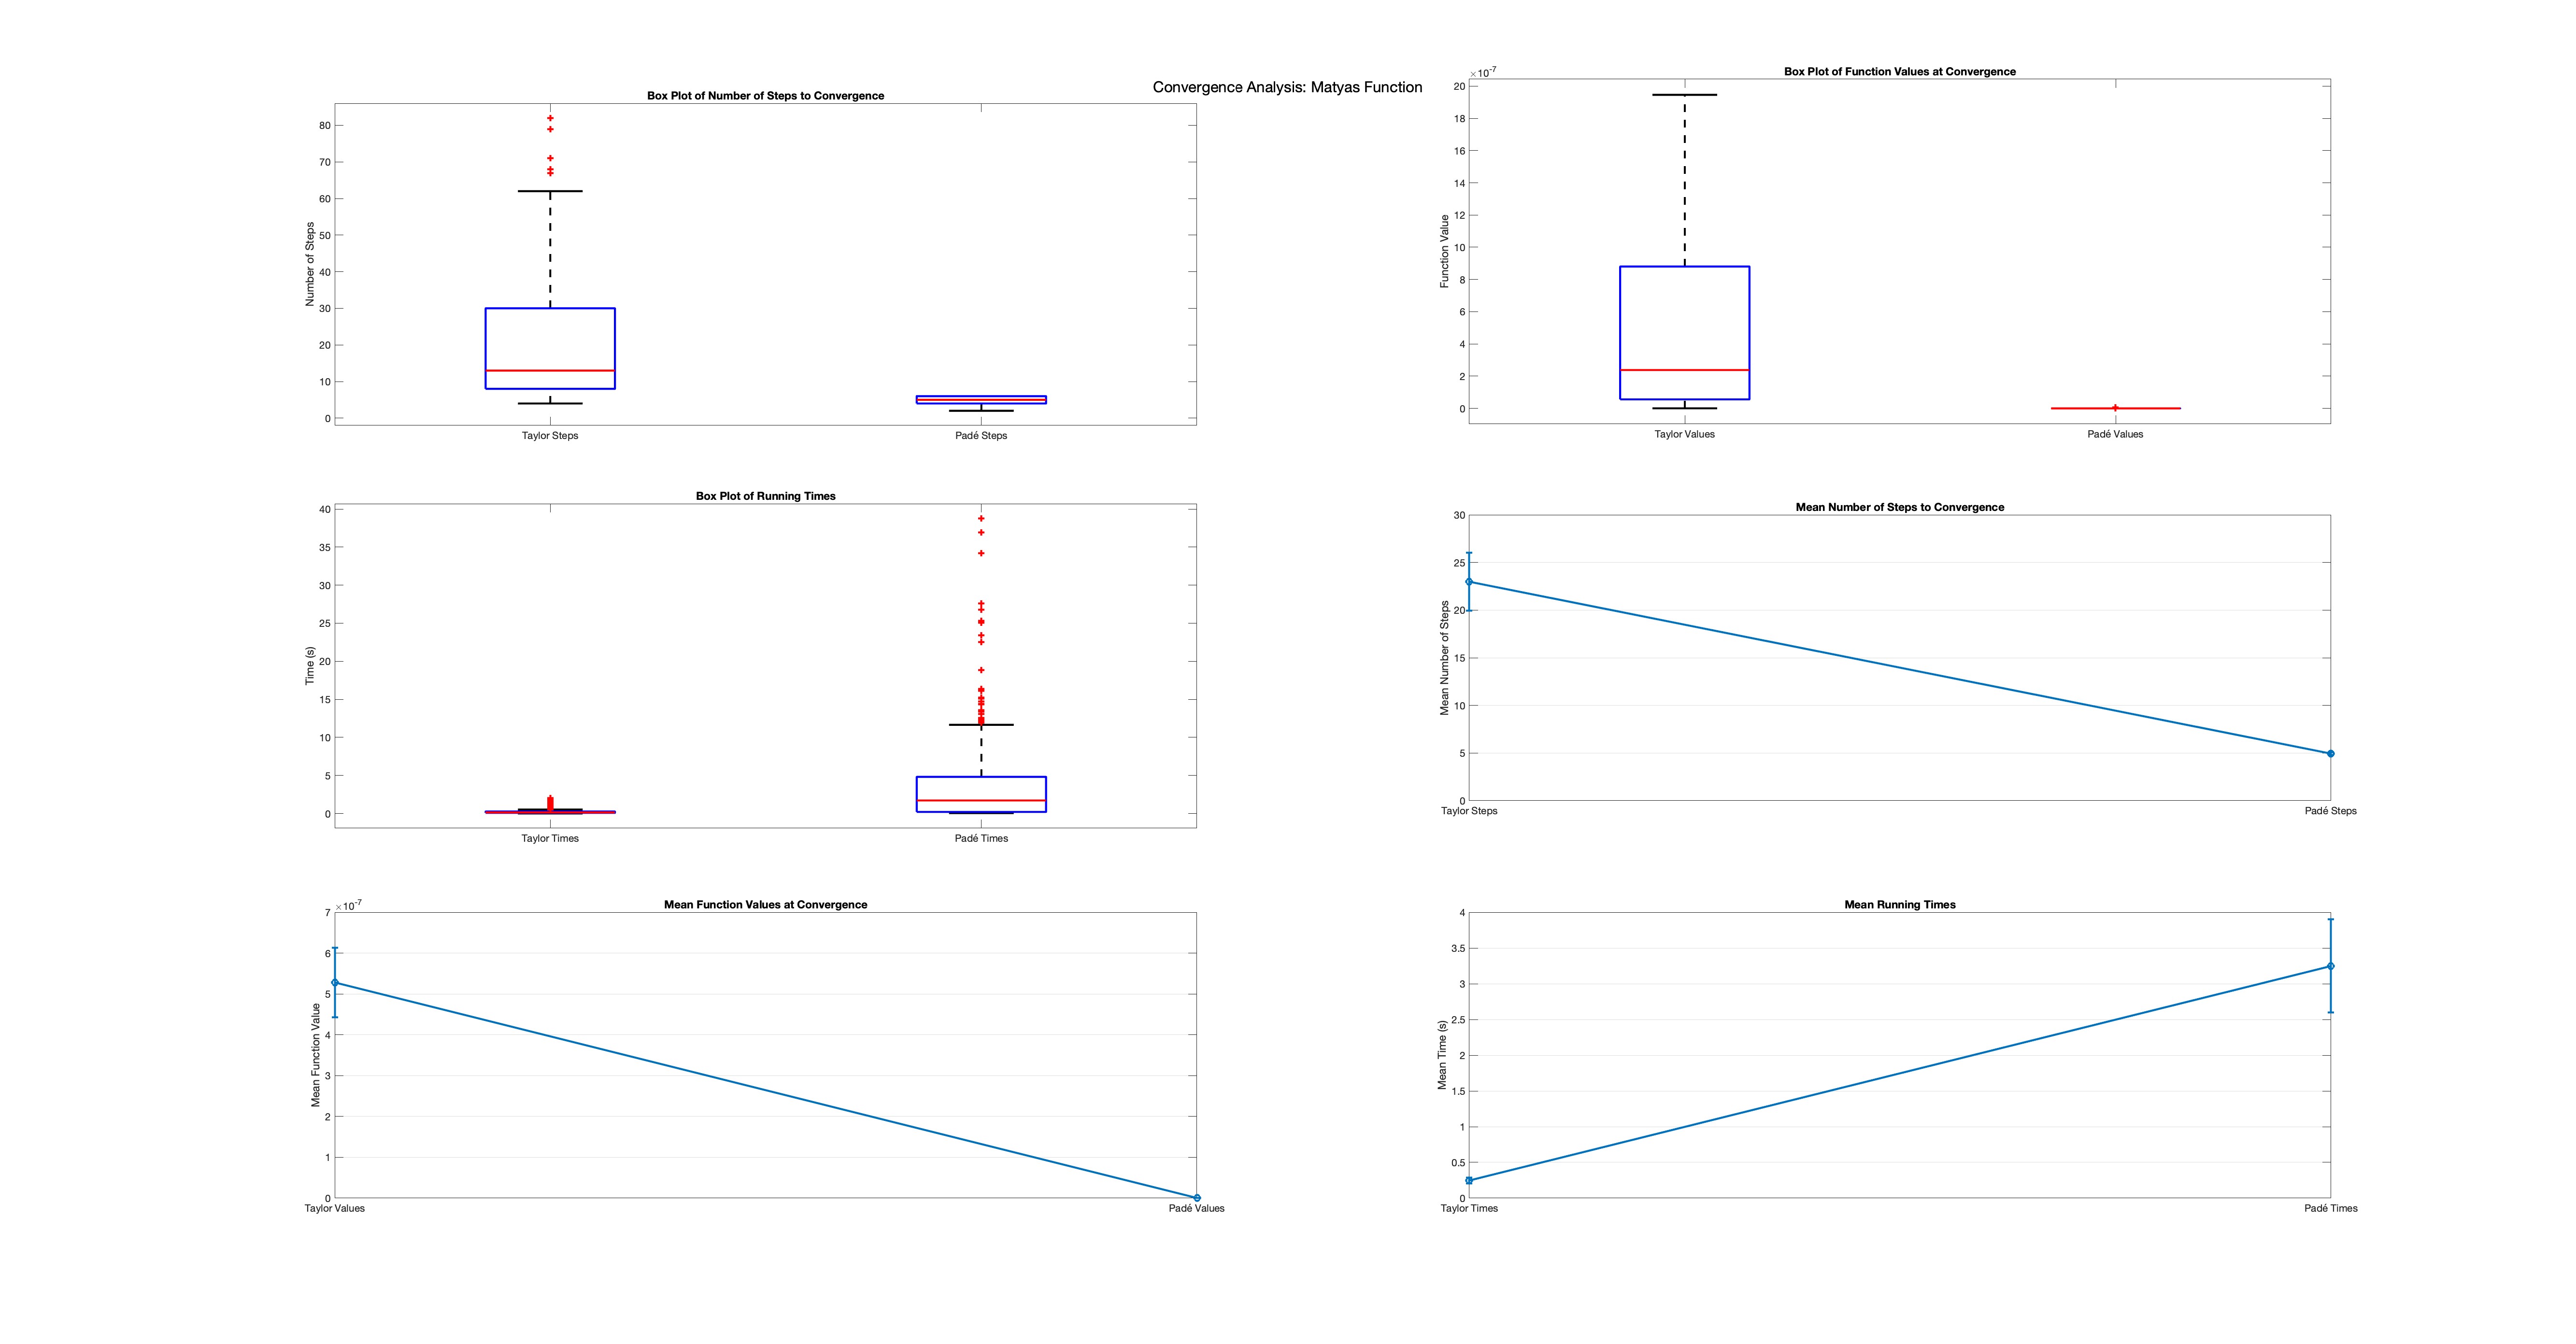 Convergence Analysis: Matyas Function
Box Plot of Number of Steps to Convergence
Number of Steps
80
70
60
50
40
30
20
10
0
Taylor Steps Padé Steps
Box Plot of Function Values at Convergence
×10⁻⁷
Function Value
20
18
16
14
12
10
8
6
4
2
0
Taylor Values Padé Values
Box Plot of Running Times
Time (s)
40
35
30
25
20
15
10
5
0
Taylor Times Padé Times
Mean Number of Steps to Convergence
Mean Number of Steps
30
25
20
15
10
5
0
Taylor Steps Padé Steps
Mean Function Values at Convergence
×10⁻⁷
Mean Function Value
7
6
5
4
3
2
1
0
Taylor Values Padé Values
Mean Running Times
Mean Time (s)
4
3.5
3
2.5
2
1.5
1
0.5
0
Taylor Times Padé Times